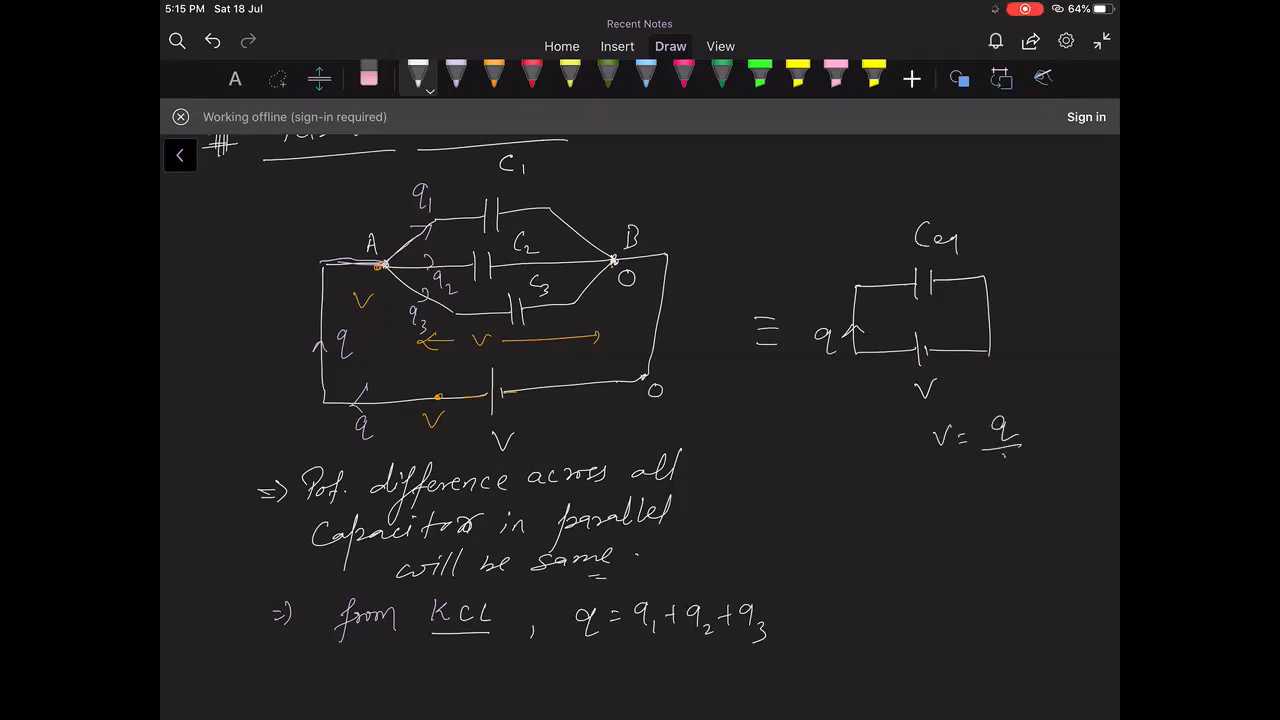 5:15 PM Sat 18 Jul
64%
Recent Notes
Home Insert Draw View
A
Working offline (sign-in required)
Sign in
#
C1
q1
A
C2
B
q2
C3
O
V
q3
q
V
q
V
V
O
⇒ Pot. difference across all
Capacitor in parallel
will be same.
⇒ from KCL, q = q1 + q2 + q3
Ceq
≡
q
V
V = q